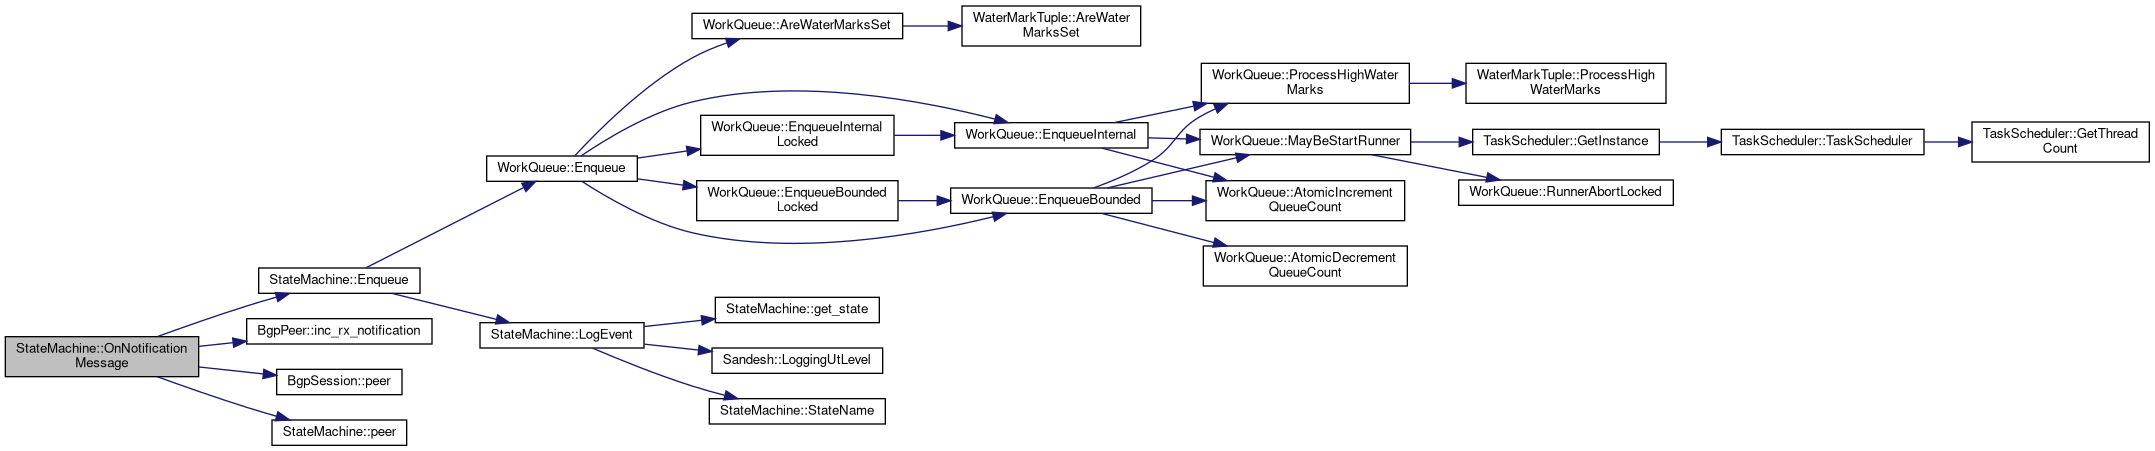 StateMachine::OnNotification
Message
StateMachine::Enqueue
BgpPeer::inc_rx_notification
BgpSession::peer
StateMachine::peer
WorkQueue::Enqueue
StateMachine::LogEvent
WorkQueue::AreWaterMarksSet
WorkQueue::EnqueueInternal
Locked
WorkQueue::EnqueueBounded
Locked
StateMachine::get_state
Sandesh::LoggingUtLevel
StateMachine::StateName
WaterMarkTuple::AreWater
MarksSet
WorkQueue::EnqueueInternal
WorkQueue::EnqueueBounded
WorkQueue::ProcessHighWater
Marks
WorkQueue::MayBeStartRunner
WorkQueue::AtomicIncrement
QueueCount
WorkQueue::AtomicDecrement
QueueCount
WaterMarkTuple::ProcessHigh
WaterMarks
TaskScheduler::GetInstance
WorkQueue::RunnerAbortLocked
TaskScheduler::TaskScheduler
TaskScheduler::GetThread
Count